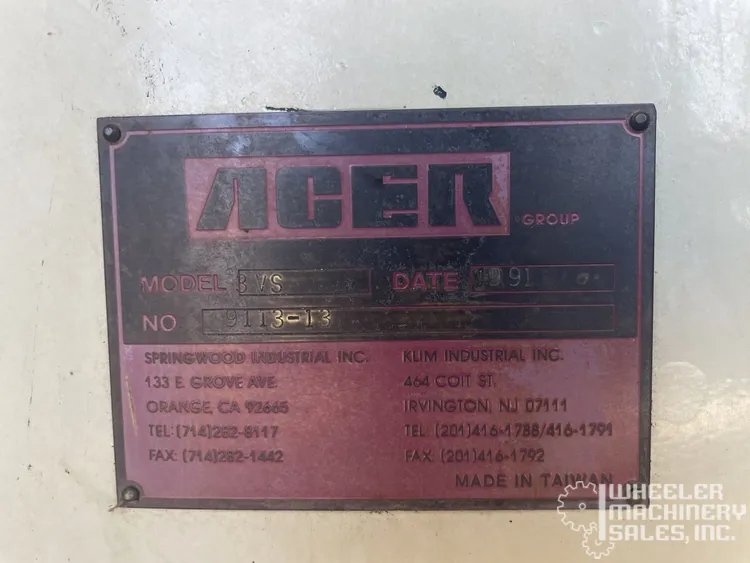 ACER GROUP
MODEL 3VS DATE 1991
NO 9113-13
SPRINGWOOD INDUSTRIAL INC.
133 E. GROVE AVE
ORANGE, CA 92665
TEL: (714)282-8117
FAX: (714)282-1442
KLIM INDUSTRIAL INC.
464 COIT ST.
IRVINGTON, NJ 07111
TEL (201)416-1788/416-1791
FAX: (201)416-1792
MADE IN TAIWAN
WHEELER
MACHINERY
SALES, INC.